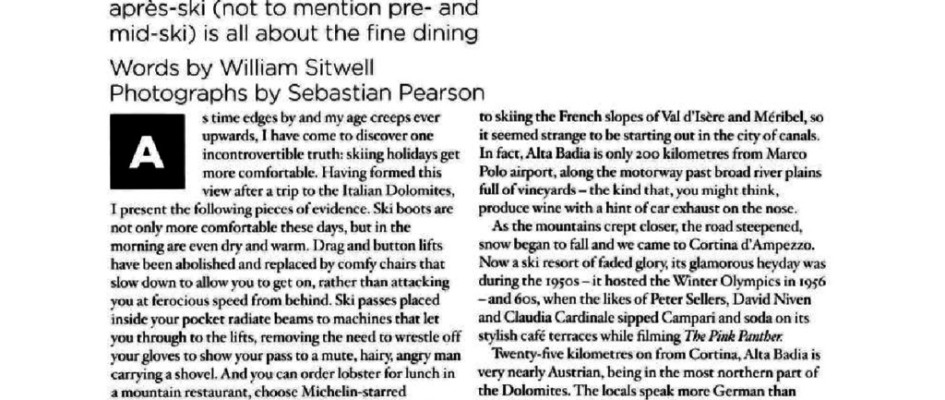 après-ski (not to mention pre- and
mid-ski) is all about the fine dining
Words by William Sitwell
Photographs by Sebastian Pearson
As time edges by and my age creeps ever
upwards, I have come to discover one
incontrovertible truth: skiing holidays get
more comfortable. Having formed this
view after a trip to the Italian Dolomites,
I present the following pieces of evidence. Ski boots are
not only more comfortable these days, but in the
morning are even dry and warm. Drag and button lifts
have been abolished and replaced by comfy chairs that
slow down to allow you to get on, rather than attacking
you at ferocious speed from behind. Ski passes placed
inside your pocket radiate beams to machines that let
you through to the lifts, removing the need to wrestle off
your gloves to show your pass to a mute, hairy, angry man
carrying a shovel. And you can order lobster for lunch in
a mountain restaurant, choose Michelin-starred
to skiing the French slopes of Val d'Isère and Méribel, so
it seemed strange to be starting out in the city of canals.
In fact, Alta Badia is only 200 kilometres from Marco
Polo airport, along the motorway past broad river plains
full of vineyards – the kind that, you might think,
produce wine with a hint of car exhaust on the nose.
As the mountains crept closer, the road steepened,
snow began to fall and we came to Cortina d'Ampezzo.
Now a ski resort of faded glory, its glamorous heyday was
during the 1950s – it hosted the Winter Olympics in 1956
– and 60s, when the likes of Peter Sellers, David Niven
and Claudia Cardinale sipped Campari and soda on its
stylish café terraces while filming The Pink Panther.
Twenty-five kilometres on from Cortina, Alta Badia is
very nearly Austrian, being in the most northern part of
the Dolomites. The locals speak more German than